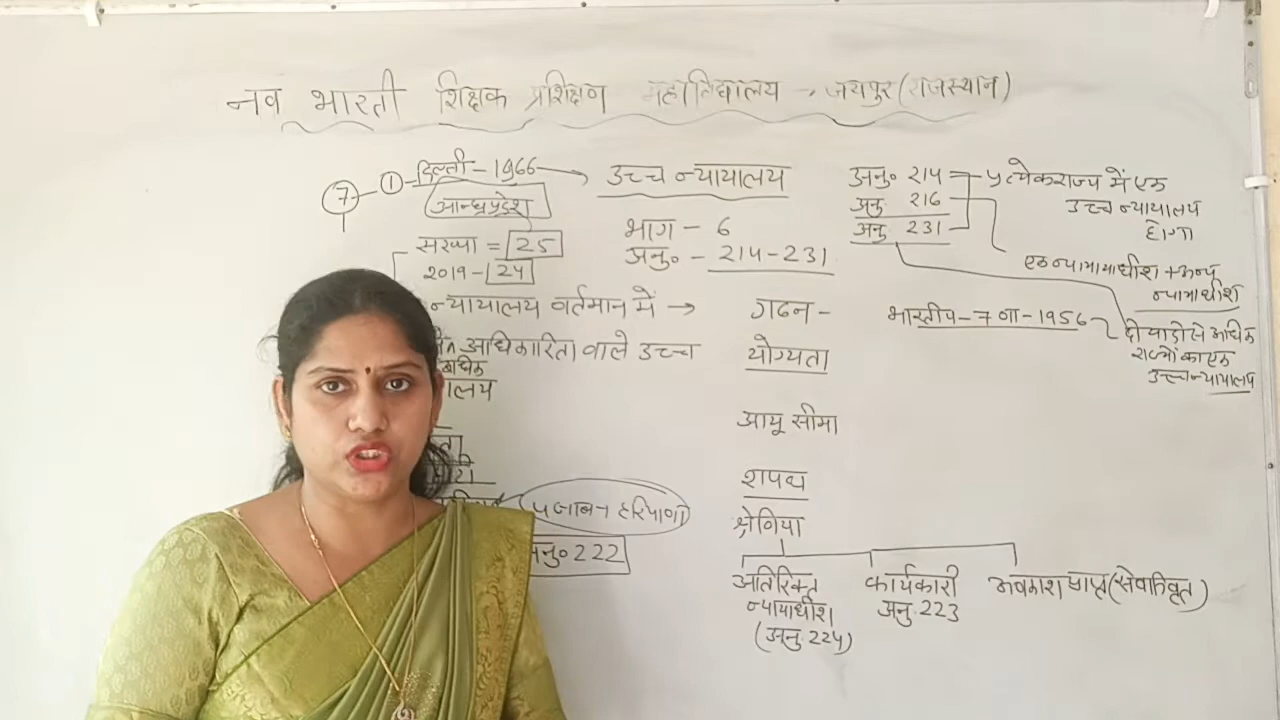 नव भारती शिक्षक प्रशिक्षण महाविद्यालय → जयपुर (राजस्थान)
7 1 दिल्ली - 1966 →
आन्ध्रप्रदेश
संख्या = 25
2019 - 24
न्यायालय वर्तमान में →
आधिकारिता वाले उच्च
पंजाब + हरियाणा
अनु० 222
उच्च न्यायालय
भाग - 6
अनु० - 214-231
गठन -
योग्यता
आयू सीमा
शपथ
श्रेणिया
अतिरिक्त
न्यायाधीश
(अनु. 224)
कार्यकारी
अनु. 223
अवकाश प्राप्त (सेवानिवृत)
अनु० 214 - प्रत्येक राज्य में एक
उच्च न्यायालय
होगा
अनु. 216
एक न्यायाधीश + अन्य
न्यायाधीश
अनु. 231
भारतीय - 7 वा - 1956
दो या दो से अधिक
राज्यो का एक
उच्च न्यायालय